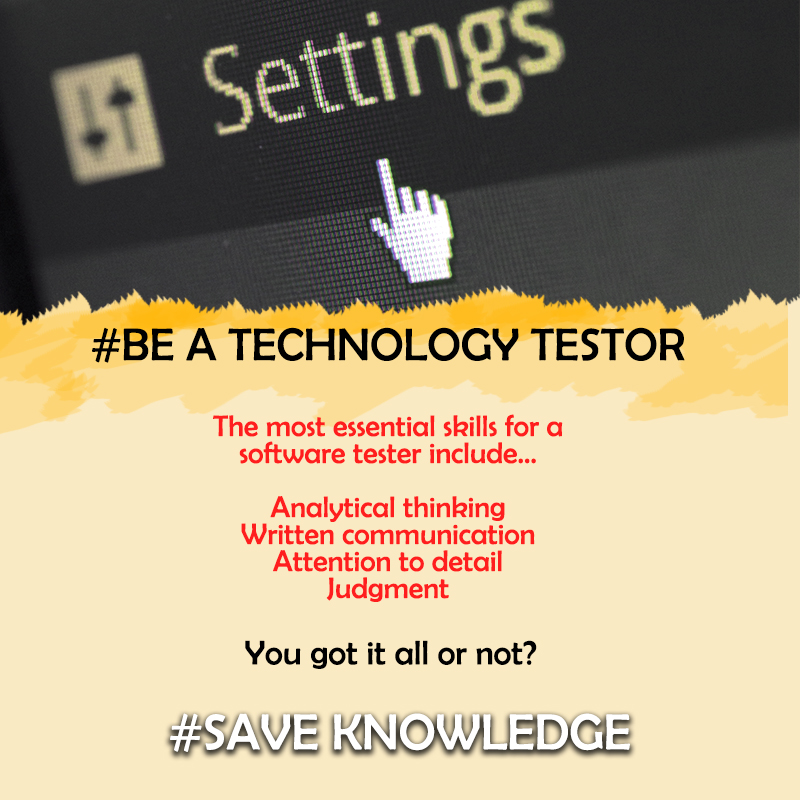 Settings
#BE A TECHNOLOGY TESTOR
The most essential skills for a
software tester include...
Analytical thinking
Written communication
Attention to detail
Judgment
You got it all or not?
#SAVE KNOWLEDGE